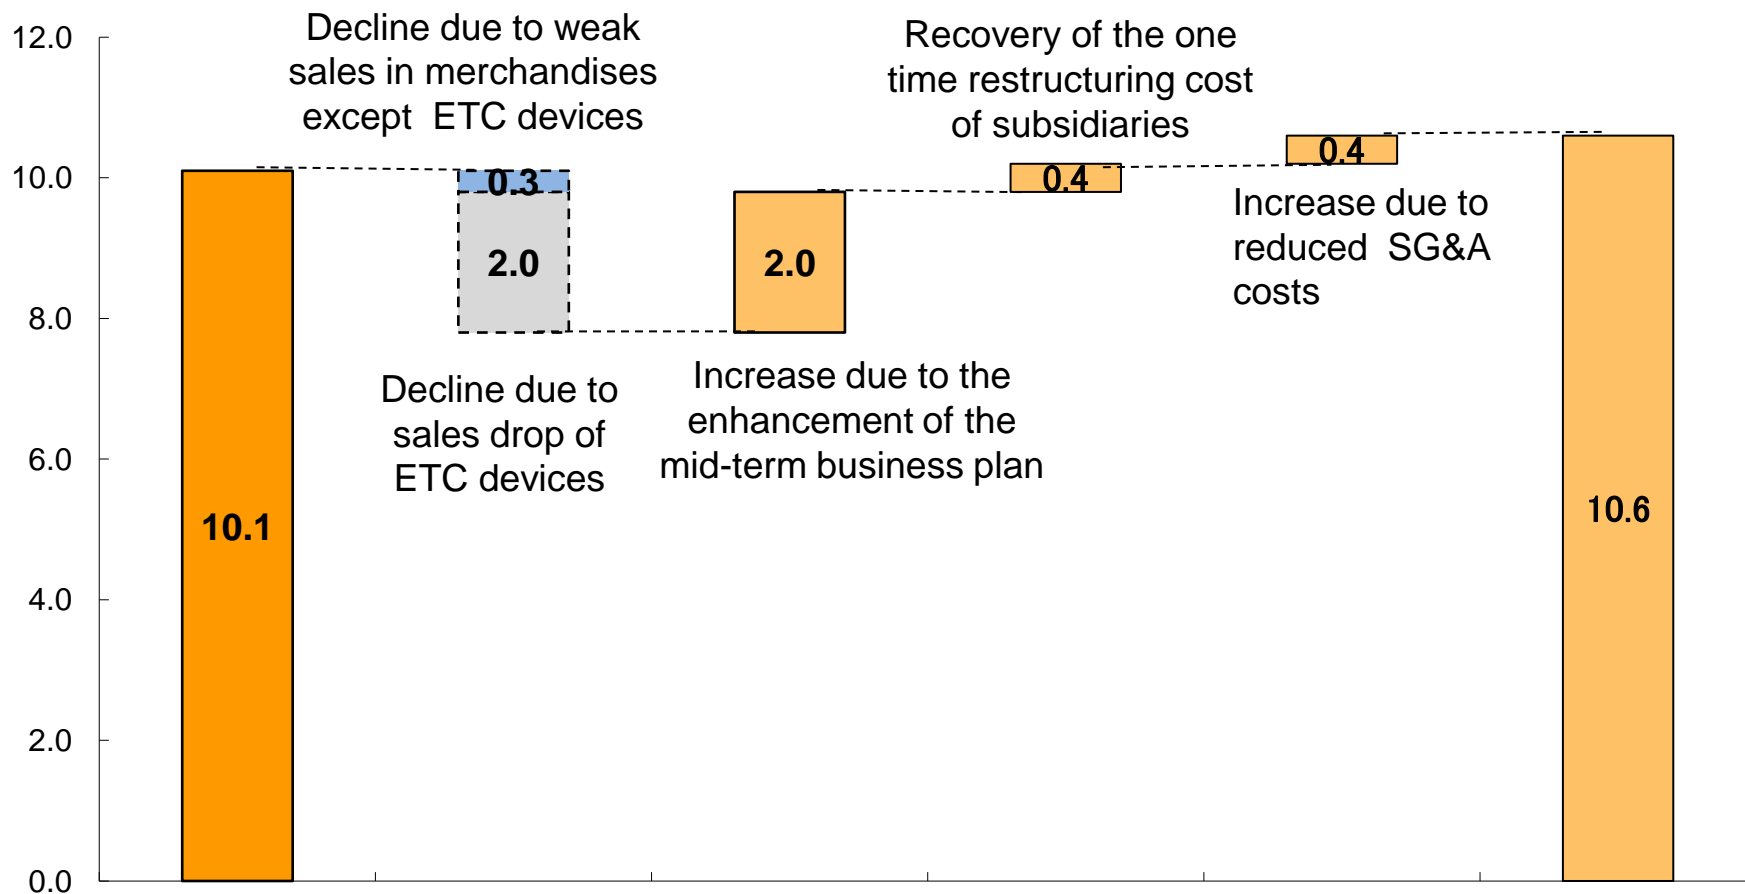 12.0
10.0
8.0
6.0
4.0
2.0
0.0
Decline due to weak
sales in merchandises
except  ETC devices
Recovery of the one
time restructuring cost
of subsidiaries
0.3
2.0
2.0
0.4
0.4
Increase due to
reduced  SG&A
costs
Decline due to
sales drop of
ETC devices
Increase due to the
enhancement of the
mid-term business plan
10.1
10.6